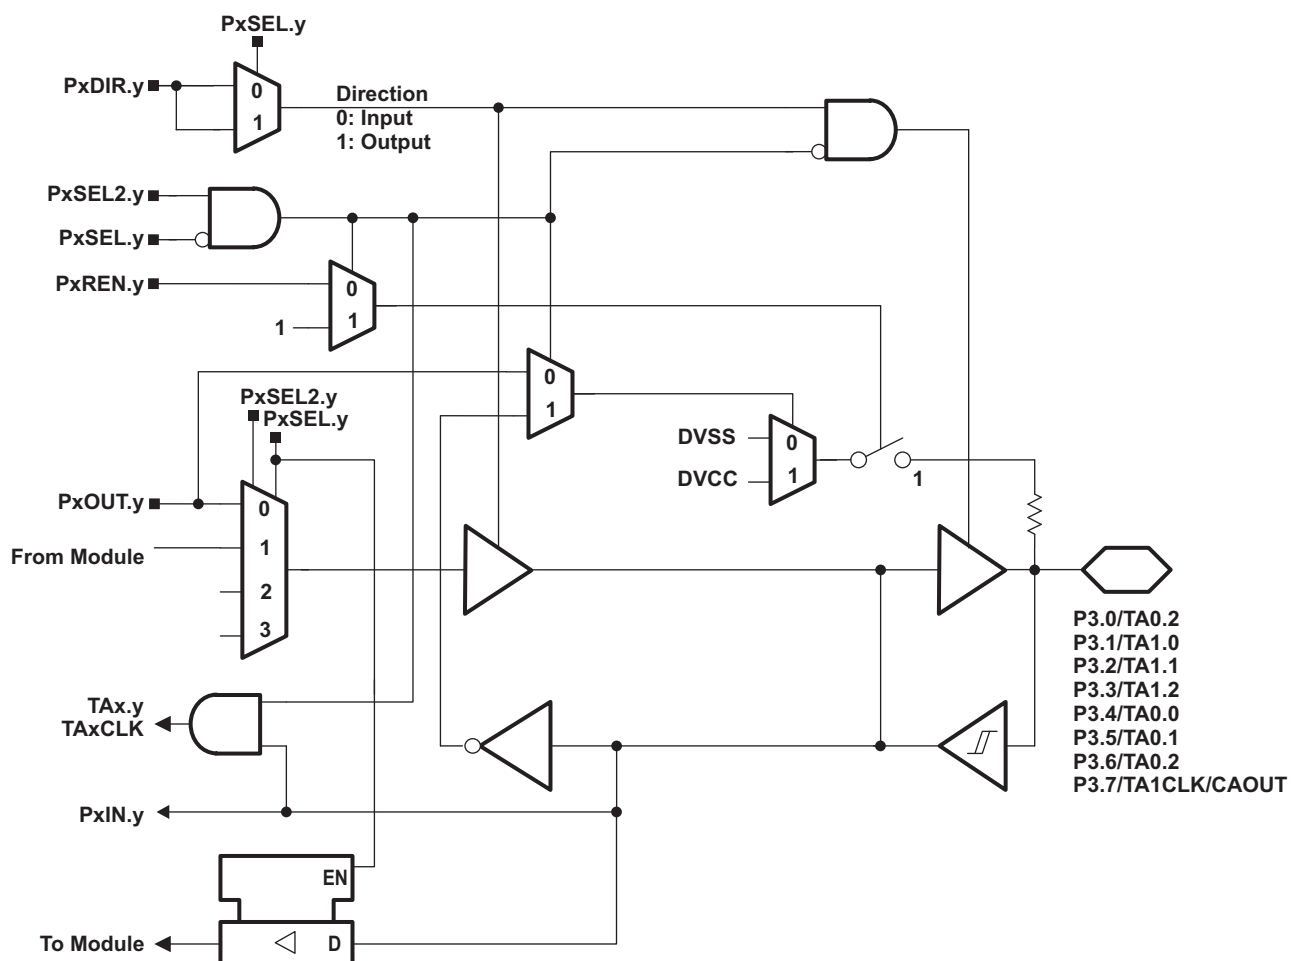 PxSEL.y
PxDIR.y
0
1
Direction
0: Input
1: Output
PxSEL2.y
PxSEL.y
PxREN.y
0
1
1
0
1
PxSEL2.y
PxSEL.y
DVSS
DVCC
0
1
1
PxOUT.y
From Module
0
1
2
3
P3.0/TA0.2
P3.1/TA1.0
P3.2/TA1.1
P3.3/TA1.2
P3.4/TA0.0
P3.5/TA0.1
P3.6/TA0.2
P3.7/TA1CLK/CAOUT
TAx.y
TAxCLK
PxIN.y
EN
D
To Module